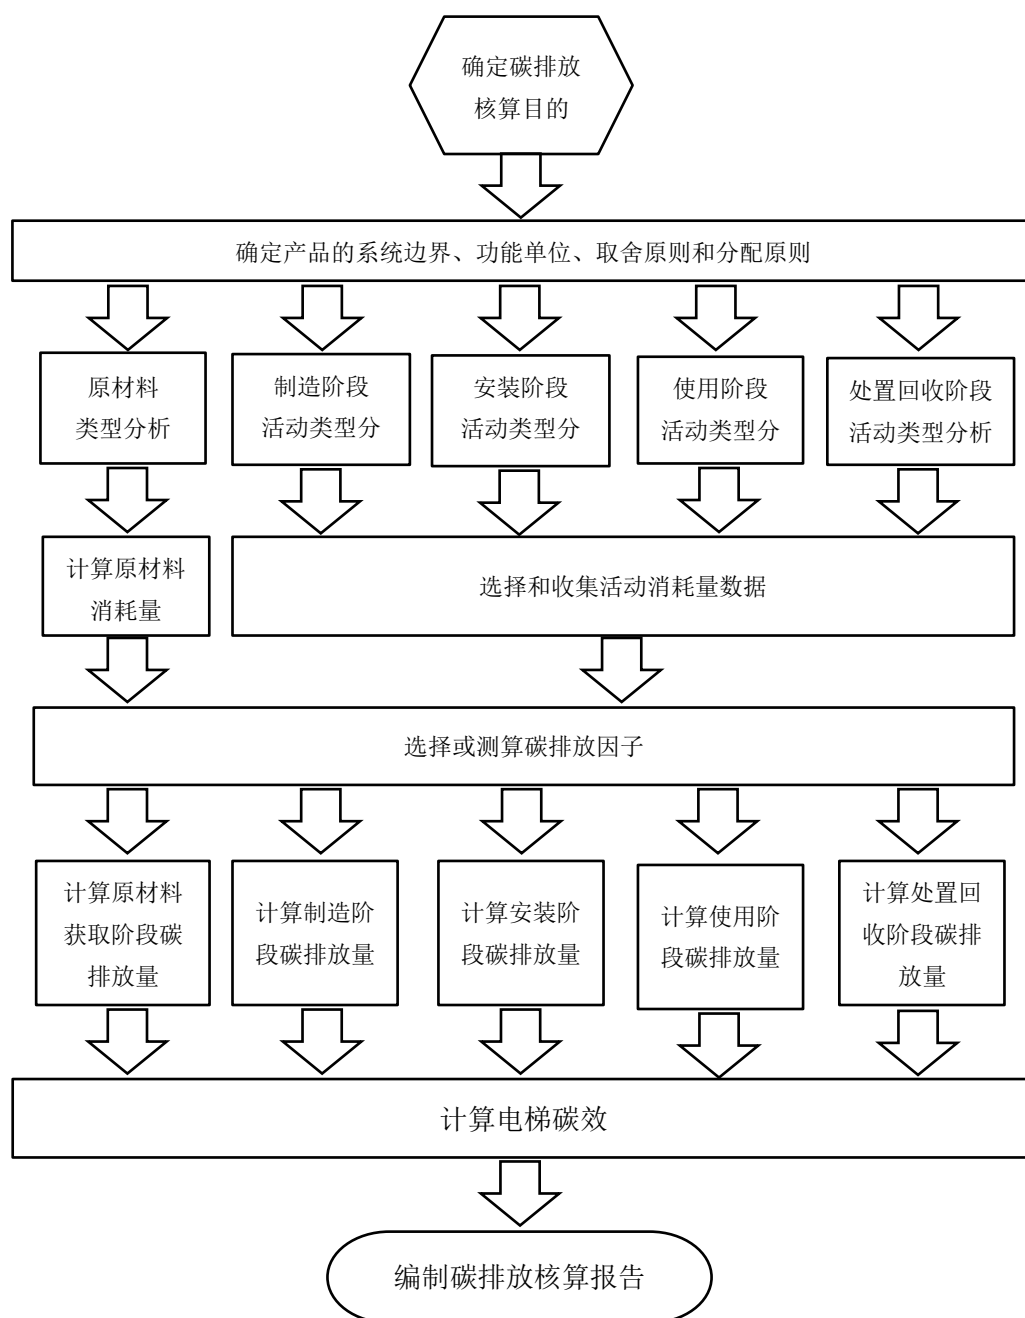 确定碳排放
核算目的
确定产品的系统边界、功能单位、取舍原则和分配原则
原材料
类型分析
制造阶段
活动类型分
安装阶段
活动类型分
使用阶段
活动类型分
处置回收阶段
活动类型分析
计算原材料
消耗量
选择和收集活动消耗量数据
选择或测算碳排放因子
计算原材料
获取阶段碳
排放量
计算制造阶
段碳排放量
计算安装阶
段碳排放量
计算使用阶
段碳排放量
计算处置回
收阶段碳排
放量
计算电梯碳效
编制碳排放核算报告